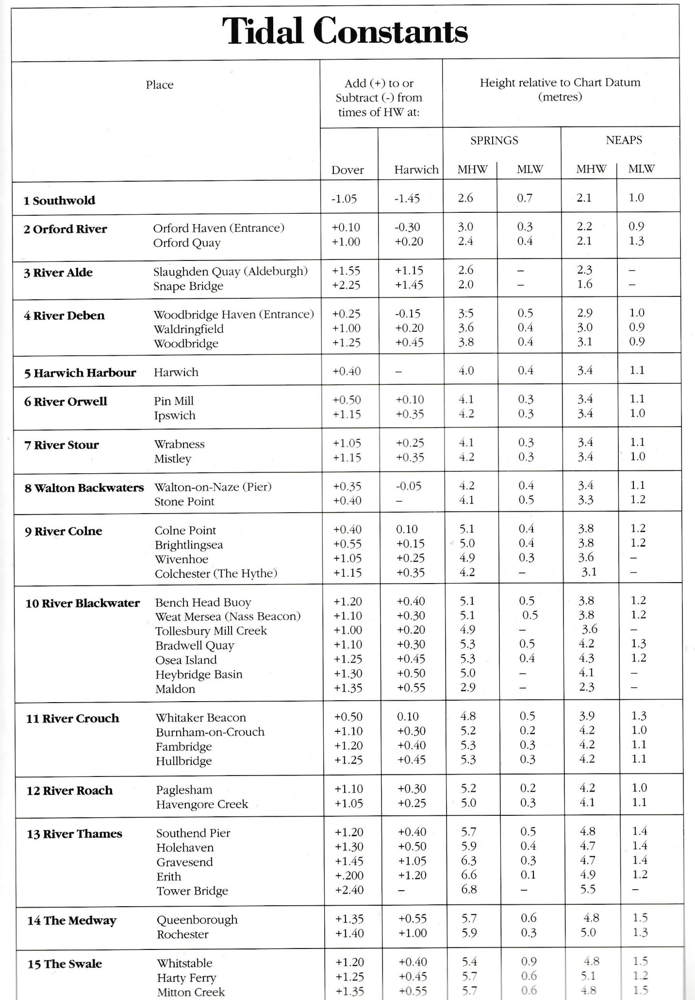 Tidal Constants
Place
Add (+) to or
Subtract (-) from
times of HW at:
Height relative to Chart Datum
(metres)
SPRINGS NEAPS
Dover Harwich MHW MLW MHW MLW
1 Southwold -1.05 -1.45 2.6 0.7 2.1 1.0
2 Orford River Orford Haven (Entrance) +0.10 -0.30 3.0 0.3 2.2 0.9
Orford Quay +1.00 +0.20 2.4 0.4 2.1 1.3
3 River Alde Slaughden Quay (Aldeburgh) +1.55 +1.15 2.6 – 2.3 –
Snape Bridge +2.25 +1.45 2.0 – 1.6 –
4 River Deben Woodbridge Haven (Entrance) +0.25 -0.15 3.5 0.5 2.9 1.0
Waldringfield +1.00 +0.20 3.6 0.4 3.0 0.9
Woodbridge +1.25 +0.45 3.8 0.4 3.1 0.9
5 Harwich Harbour Harwich +0.40 – 4.0 0.4 3.4 1.1
6 River Orwell Pin Mill +0.50 +0.10 4.1 0.3 3.4 1.1
Ipswich +1.15 +0.35 4.2 0.3 3.4 1.0
7 River Stour Wrabness +1.05 +0.25 4.1 0.3 3.4 1.1
Mistley +1.15 +0.35 4.2 0.3 3.4 1.0
8 Walton Backwaters Walton-on-Naze (Pier) +0.35 -0.05 4.2 0.4 3.4 1.1
Stone Point +0.40 – 4.1 0.5 3.3 1.2
9 River Colne Colne Point +0.40 0.10 5.1 0.4 3.8 1.2
Brightlingsea +0.55 +0.15 5.0 0.4 3.8 1.2
Wivenhoe +1.05 +0.25 4.9 0.3 3.6 –
Colchester (The Hythe) +1.15 +0.35 4.2 – 3.1 –
10 River Blackwater Bench Head Buoy +1.20 +0.40 5.1 0.5 3.8 1.2
Weat Mersea (Nass Beacon) +1.10 +0.30 5.1 0.5 3.8 1.2
Tollesbury Mill Creek +1.00 +0.20 4.9 – 3.6 –
Bradwell Quay +1.10 +0.30 5.3 0.5 4.2 1.3
Osea Island +1.25 +0.45 5.3 0.4 4.3 1.2
Heybridge Basin +1.30 +0.50 5.0 – 4.1 –
Maldon +1.35 +0.55 2.9 – 2.3 –
11 River Crouch Whitaker Beacon +0.50 0.10 4.8 0.5 3.9 1.3
Burnham-on-Crouch +1.10 +0.30 5.2 0.2 4.2 1.0
Fambridge +1.20 +0.40 5.3 0.3 4.2 1.1
Hullbridge +1.25 +0.45 5.3 0.3 4.2 1.1
12 River Roach Paglesham +1.10 +0.30 5.2 0.2 4.2 1.0
Havengore Creek +1.05 +0.25 5.0 0.3 4.1 1.1
13 River Thames Southend Pier +1.20 +0.40 5.7 0.5 4.8 1.4
Holehaven +1.30 +0.50 5.9 0.4 4.7 1.4
Gravesend +1.45 +1.05 6.3 0.3 4.7 1.4
Erith +.200 +1.20 6.6 0.1 4.9 1.2
Tower Bridge +2.40 – 6.8 – 5.5 –
14 The Medway Queenborough +1.35 +0.55 5.7 0.6 4.8 1.5
Rochester +1.40 +1.00 5.9 0.3 5.0 1.3
15 The Swale Whitstable +1.20 +0.40 5.4 0.9 4.8 1.5
Harty Ferry +1.25 +0.45 5.7 0.6 5.1 1.2
Mitton Creek +1.35 +0.55 5.7 0.6 4.8 1.5